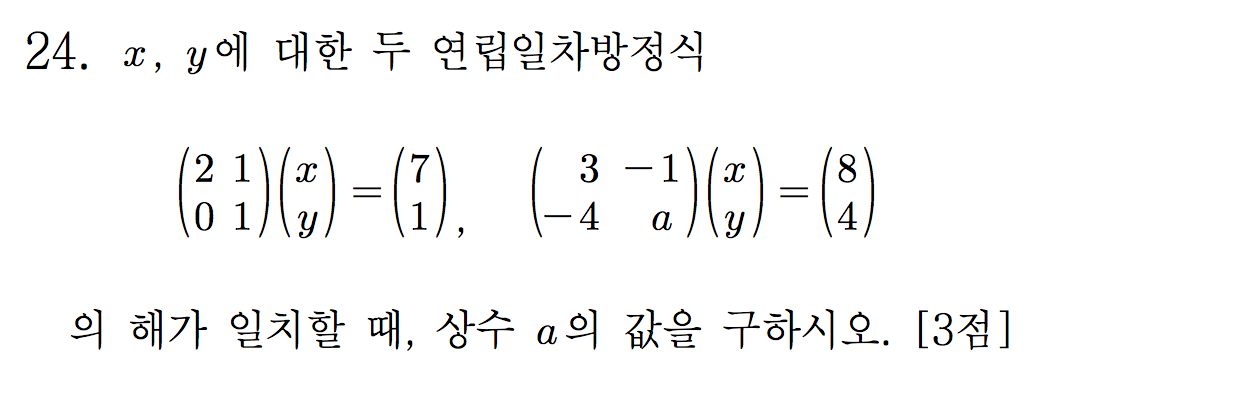 24. x, y에 대한 두 연립일차방정식
(2 1; 0 1)(x; y) = (7; 1), (3 −1; −4 a)(x; y) = (8; 4)
의 해가 일치할 때, 상수 a의 값을 구하시오. [3점]